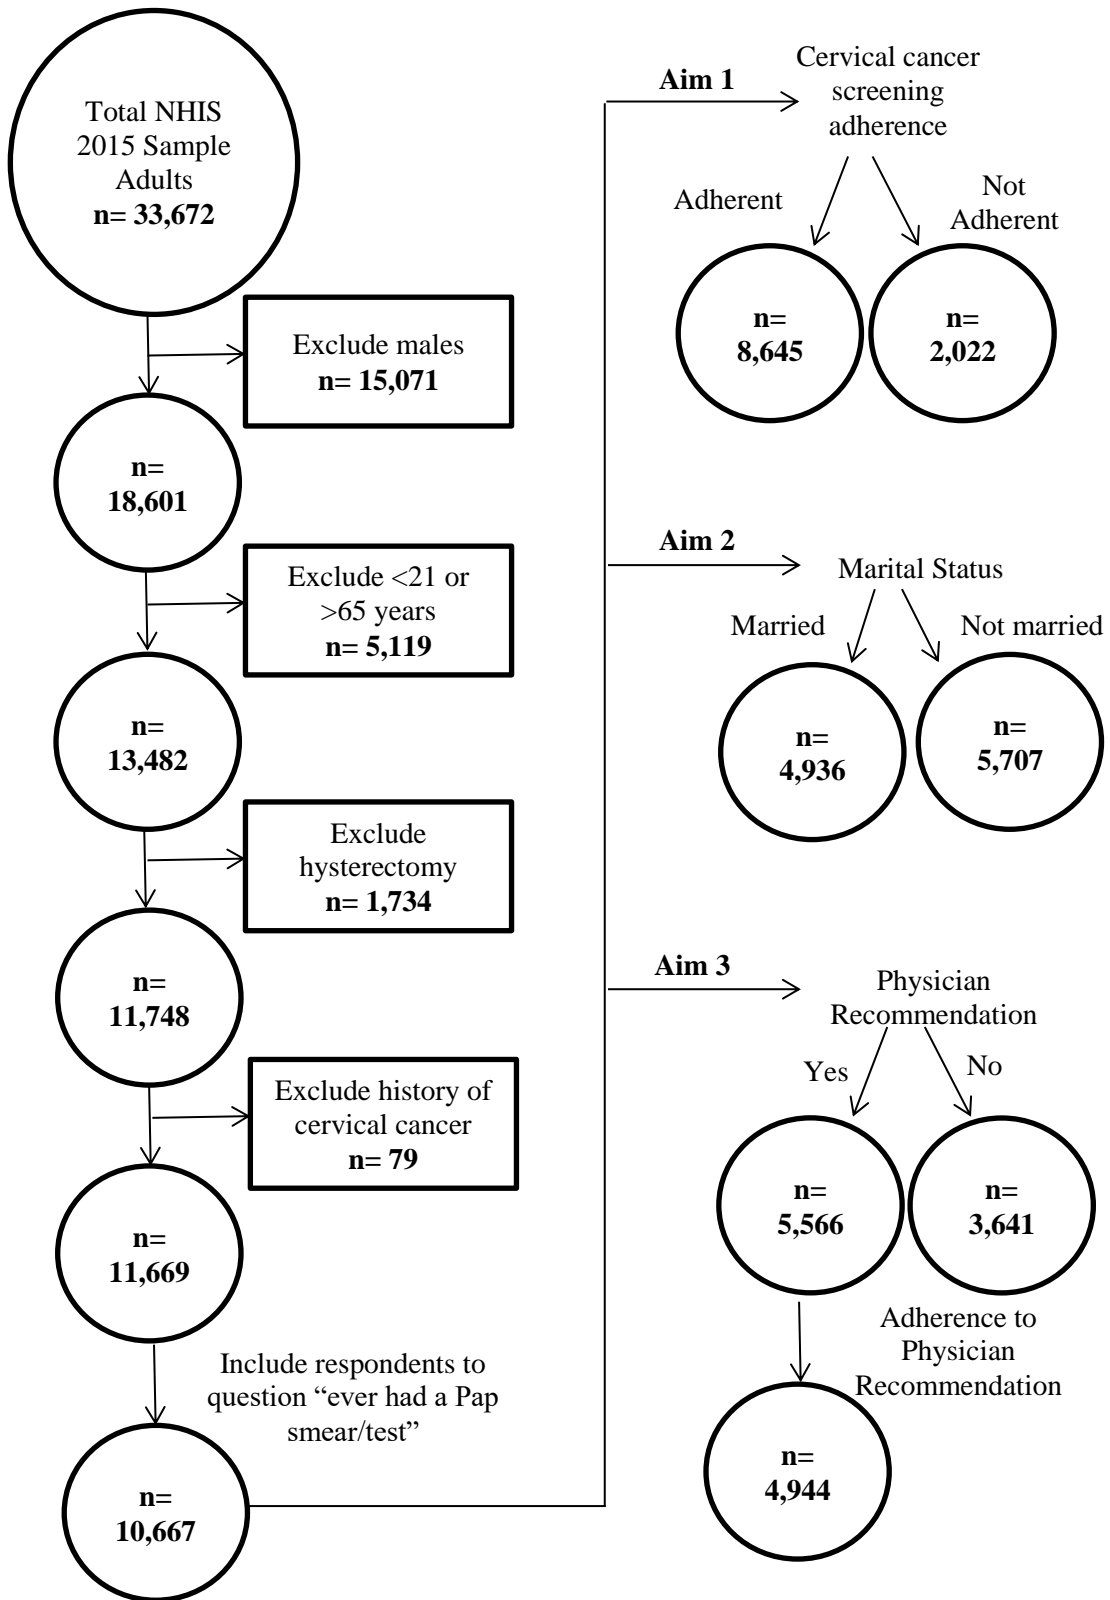 Total NHIS
2015 Sample
Adults
n= 33,672
Exclude males
n= 15,071
n=
18,601
Exclude <21 or
>65 years
n= 5,119
n=
13,482
Exclude
hysterectomy
n= 1,734
n=
11,748
Exclude history of
cervical cancer
n= 79
n=
11,669
Include respondents to
question “ever had a Pap
smear/test”
n=
10,667
Aim 1
Cervical cancer
screening
adherence
Adherent
Not
Adherent
n=
8,645
n=
2,022
Aim 2
Marital Status
Married
Not married
n=
4,936
n=
5,707
Aim 3
Physician
Recommendation
Yes
No
n=
5,566
n=
3,641
Adherence to
Physician
Recommendation
n=
4,944